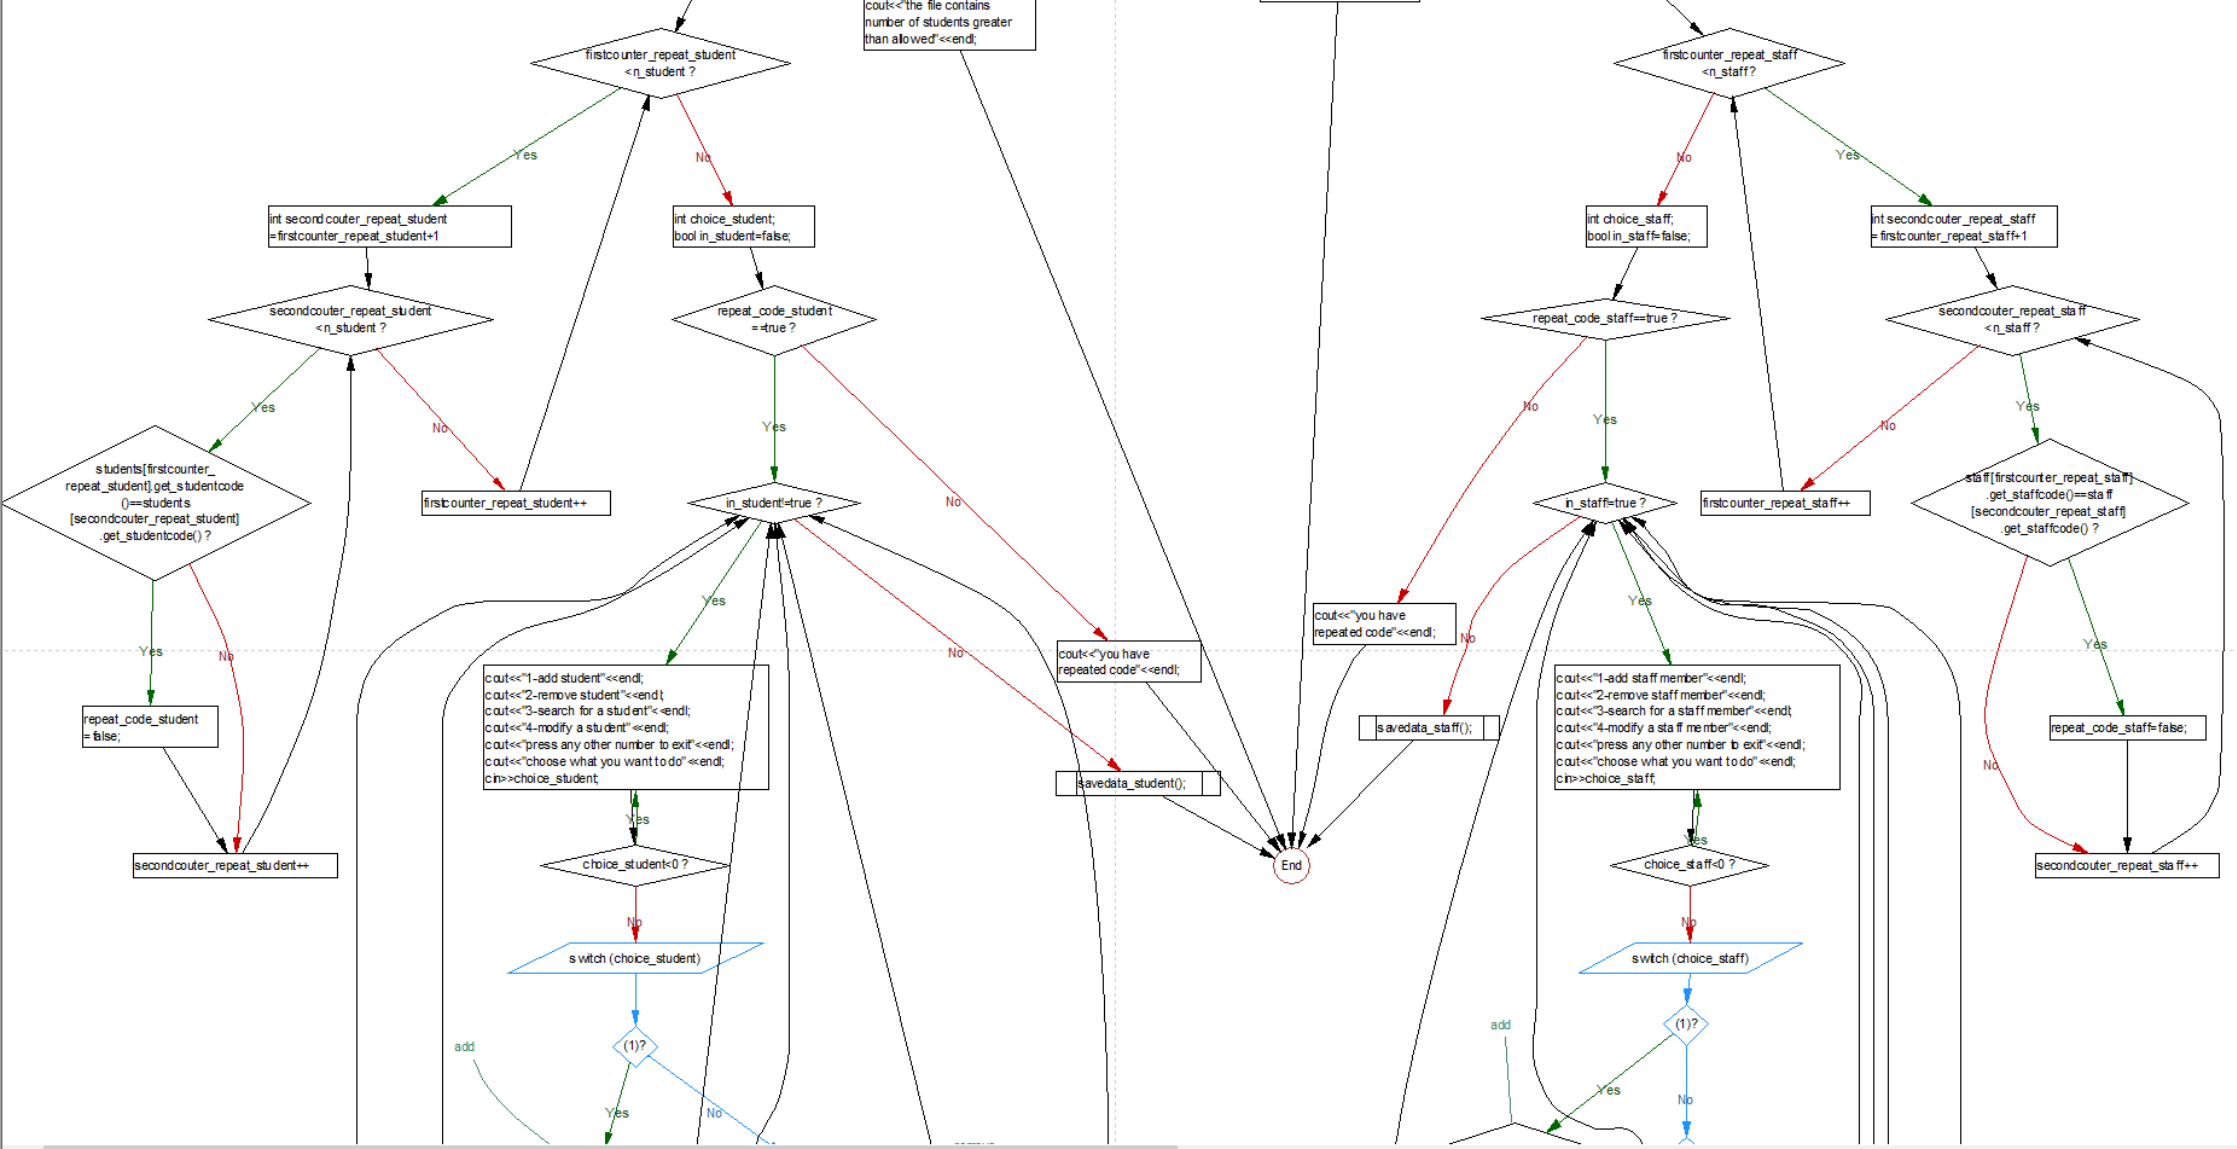 cout<<"the file contains
number of students greater
than allowed"<<endl;
firstcounter_repeat_student
<n_student ?
firstcounter_repeat_staff
<n_staff?
Yes
No
No
Yes
int secondcouter_repeat_student
=firstcounter_repeat_student+1
int choice_student;
bool in_student=false;
int choice_staff;
bool in_staff=false;
int secondcouter_repeat_staff
= firstcounter_repeat_staff+1
secondcouter_repeat_student
<n_student ?
repeat_code_student
==true ?
repeat_code_staff==true ?
secondcouter_repeat_staff
<n_staff ?
Yes
No
Yes
No
No
Yes
No
Yes
students[firstcounter_
repeat_student].get_studentcode
()==students
[secondcouter_repeat_student]
.get_studentcode() ?
firstcounter_repeat_student++
in_student!=true ?
in_staff!=true ?
firstcounter_repeat_staff++
staff[firstcounter_repeat_staff]
.get_staffcode()==staff
[secondcouter_repeat_staff]
.get_staffcode() ?
Yes
No
Yes
No
Yes
No
Yes
No
cout<<"you have
repeated code"<<endl;
cout<<"you have
repeated code"<<endl;
repeat_code_student
= false;
cout<<"1-add student"<<endl;
cout<<"2-remove student"<<endl;
cout<<"3-search for a student"<<endl;
cout<<"4-modify a student"<<endl;
cout<<"press any other number to exit"<<endl;
cout<<"choose what you want to do"<<endl;
cin>>choice_student;
savedata_student();
savedata_staff();
cout<<"1-add staff member"<<endl;
cout<<"2-remove staff member"<<endl;
cout<<"3-search for a staff member"<<endl;
cout<<"4-modify a staff member"<<endl;
cout<<"press any other number to exit"<<endl;
cout<<"choose what you want to do"<<endl;
cin>>choice_staff;
repeat_code_staff=false;
Yes
Yes
secondcouter_repeat_student++
choice_student<0 ?
End
choice_staff<0 ?
secondcouter_repeat_staff++
No
No
switch (choice_student)
switch (choice_staff)
add
(1)?
add
(1)?
Yes
No
Yes
No